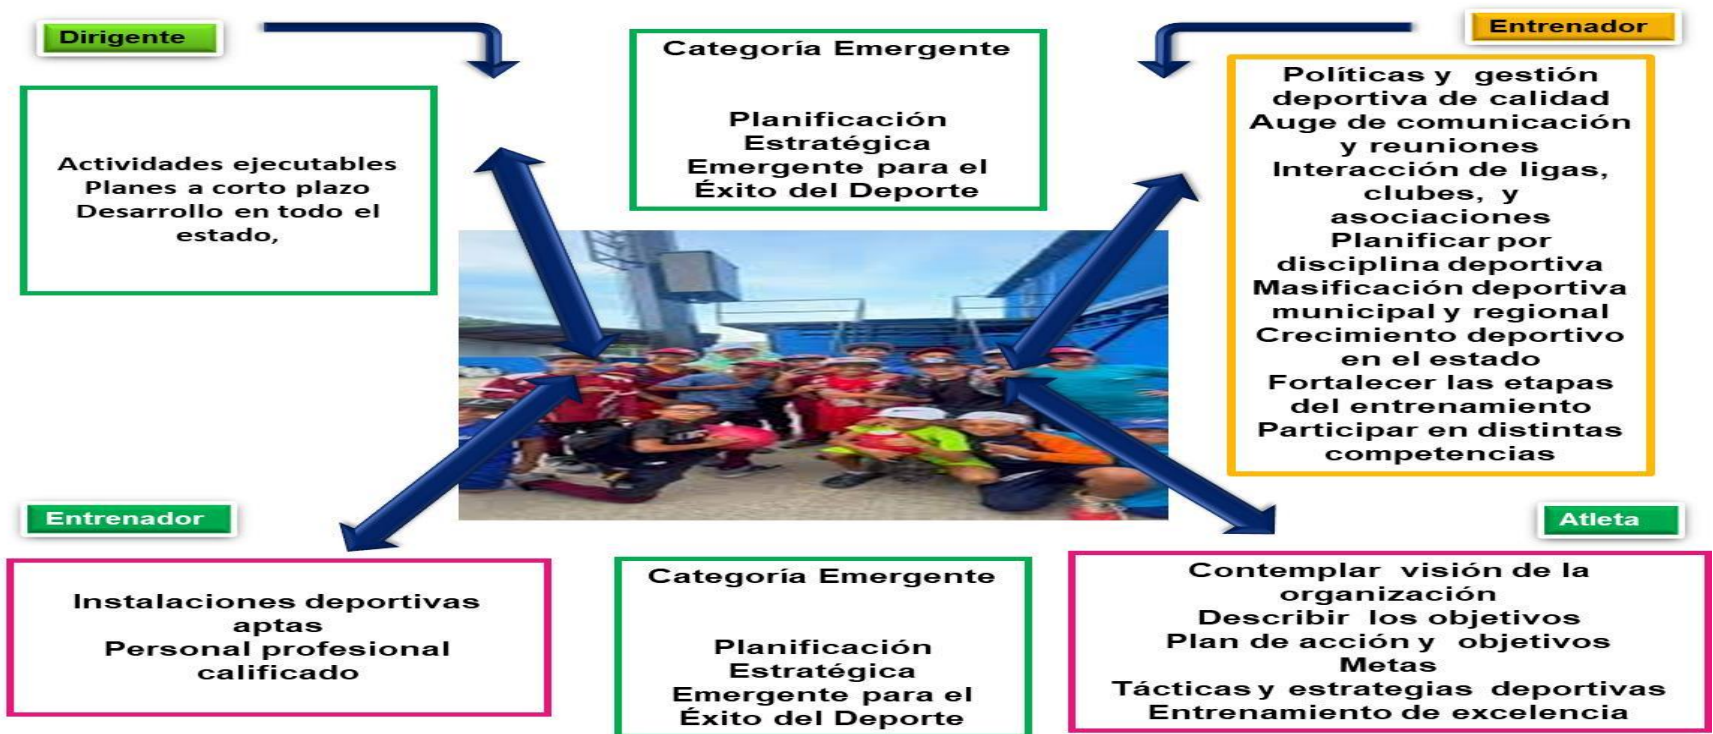 Dirigente
Actividades ejecutables
Planes a corto plazo
Desarrollo en todo el
estado,
Categoría Emergente
Planificación
Estratégica
Emergente para el
Éxito del Deporte
Entrenador
Políticas y gestión
deportiva de calidad
Auge de comunicación
y reuniones
Interacción de ligas,
clubes, y
asociaciones
Planificar por
disciplina deportiva
Masificación deportiva
municipal y regional
Crecimiento deportivo
en el estado
Fortalecer las etapas
del entrenamiento
Participar en distintas
competencias
Entrenador
Instalaciones deportivas
aptas
Personal profesional
calificado
Categoría Emergente
Planificación
Estratégica
Emergente para el
Éxito del Deporte
Atleta
Contemplar visión de la
organización
Describir los objetivos
Plan de acción y objetivos
Metas
Tácticas y estrategias deportivas
Entrenamiento de excelencia